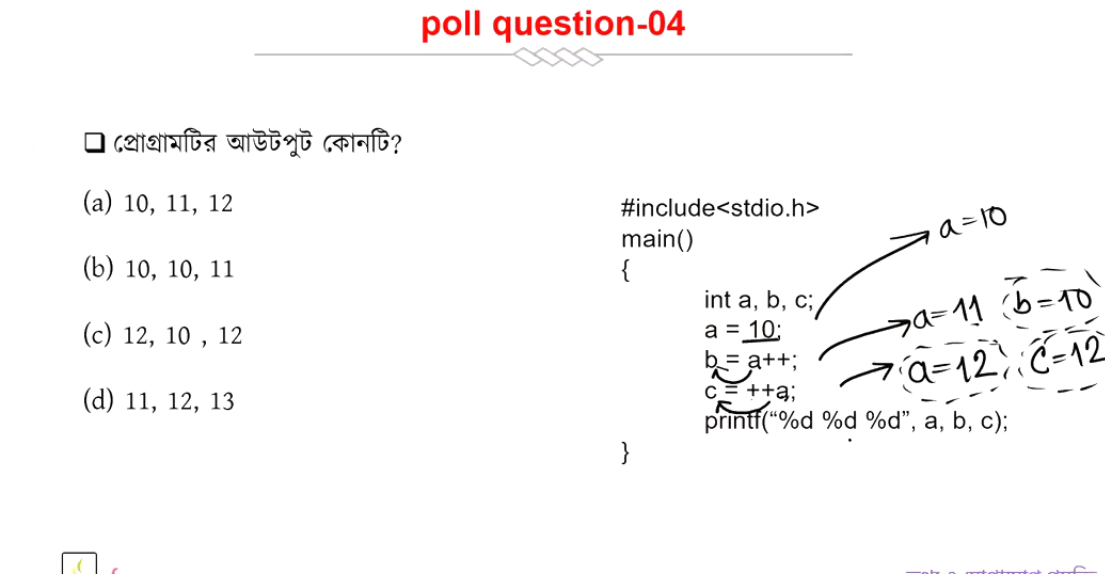 poll question-04
❑ প্রোগ্রামটির আউটপুট কোনটি?
(a) 10, 11, 12
(b) 10, 10, 11
(c) 12, 10 , 12
(d) 11, 12, 13
#include<stdio.h>
main()
{
int a, b, c;
a = 10;
b = a++;
c = ++a;
printf(“%d %d %d”, a, b, c);
}
a=10
a=11 b=10
a=12, c=12